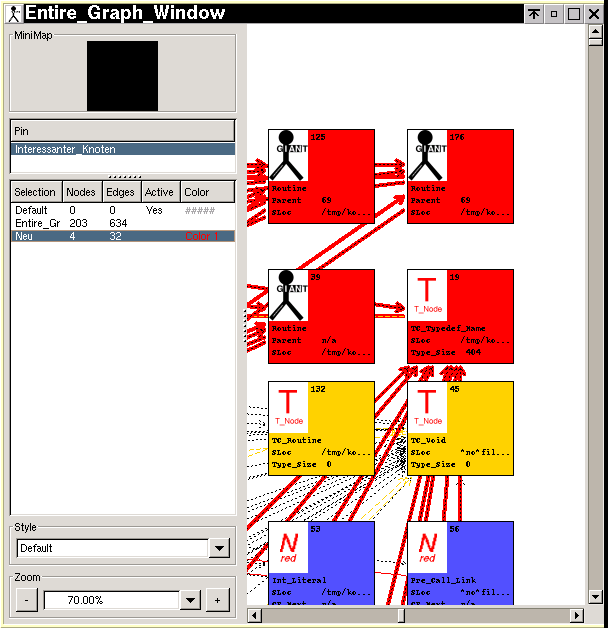 Entire_Graph_Window
MiniMap
Pin
Interessanter_Knoten
Selection Nodes Edges Active Color
Default 0 0 Yes #####
Entire_Gr 203 634
Neu 4 32 Color 1
Style
Default
Zoom
- 70.00% +
125
GIANT
Routine
Parent 69
SLoc /tmp/ko...
176
GIANT
Routine
Parent 69
SLoc /tmp/ko...
39
GIANT
Routine
Parent n/a
SLoc /tmp/ko...
19
T
T_Node
TC_Typedef_Name
SLoc /tmp/ko...
Type_Size 404
132
T
T_Node
TC_Routine
SLoc /tmp/ko...
Type_Size 0
45
T
T_Node
TC_Void
SLoc *no*fil...
Type_Size 0
53
N
red
Int_Literal
SLoc /tmp/ko...
CF_Next n/a
56
N
red
Pre_Call_Link
SLoc *no*fil...
CF_Next n/a